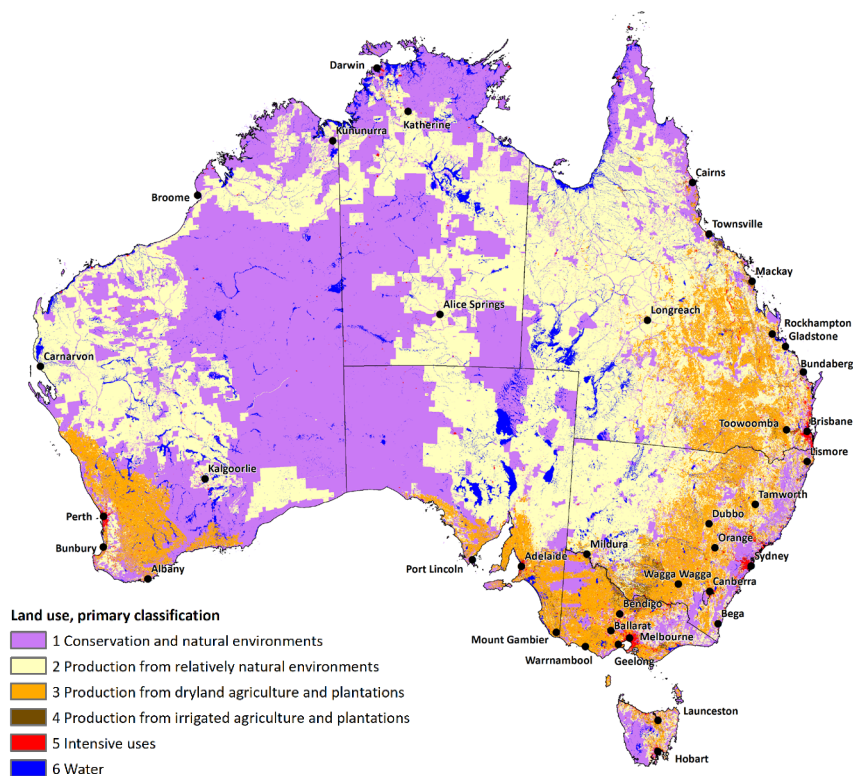 Darwin
Katherine
Kununurra
Broome
Cairns
Townsville
Mackay
Alice Springs
Longreach
Rockhampton
Gladstone
Carnarvon
Bundaberg
Toowoomba
Brisbane
Lismore
Kalgoorlie
Tamworth
Perth
Dubbo
Orange
Bunbury
Mildura
Adelaide
Sydney
Port Lincoln
Albany
Wagga Wagga
Canberra
Bendigo
Bega
Ballarat
Mount Gambier
Melbourne
Warrnambool
Geelong
Launceston
Hobart
Land use, primary classification
1 Conservation and natural environments
2 Production from relatively natural environments
3 Production from dryland agriculture and plantations
4 Production from irrigated agriculture and plantations
5 Intensive uses
6 Water